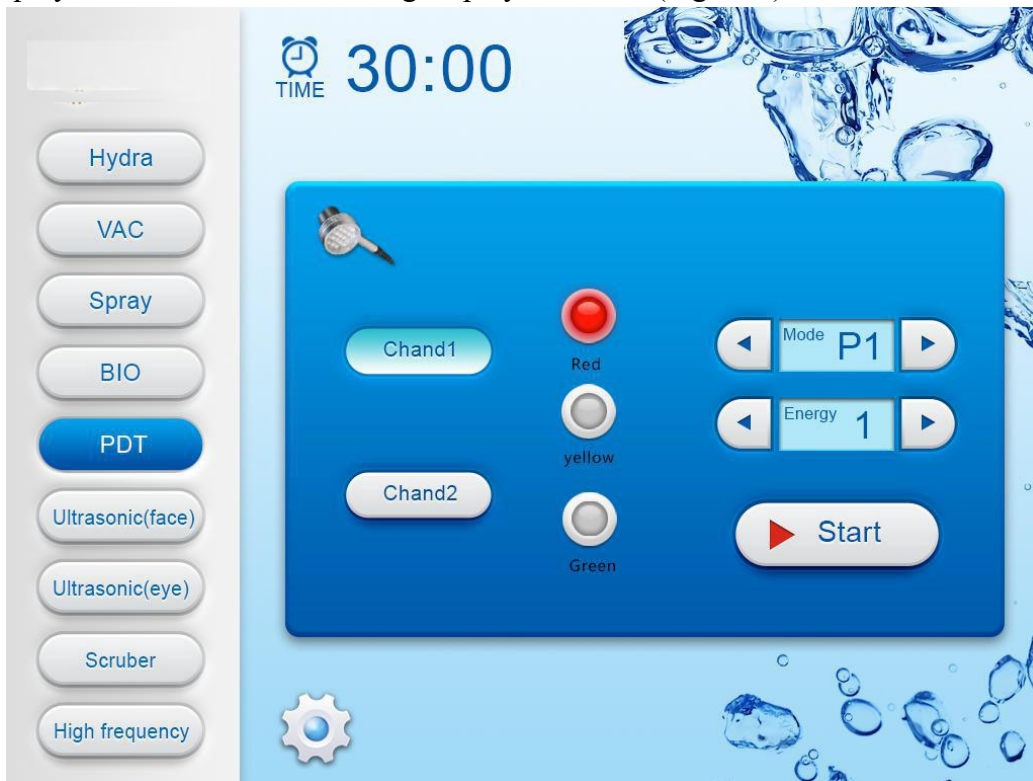 TIME 30:00
Hydra
VAC
Spray
BIO
PDT
Ultrasonic(face)
Ultrasonic(eye)
Scruber
High frequency
Chand1
Chand2
Red
yellow
Green
Mode P1
Energy 1
Start